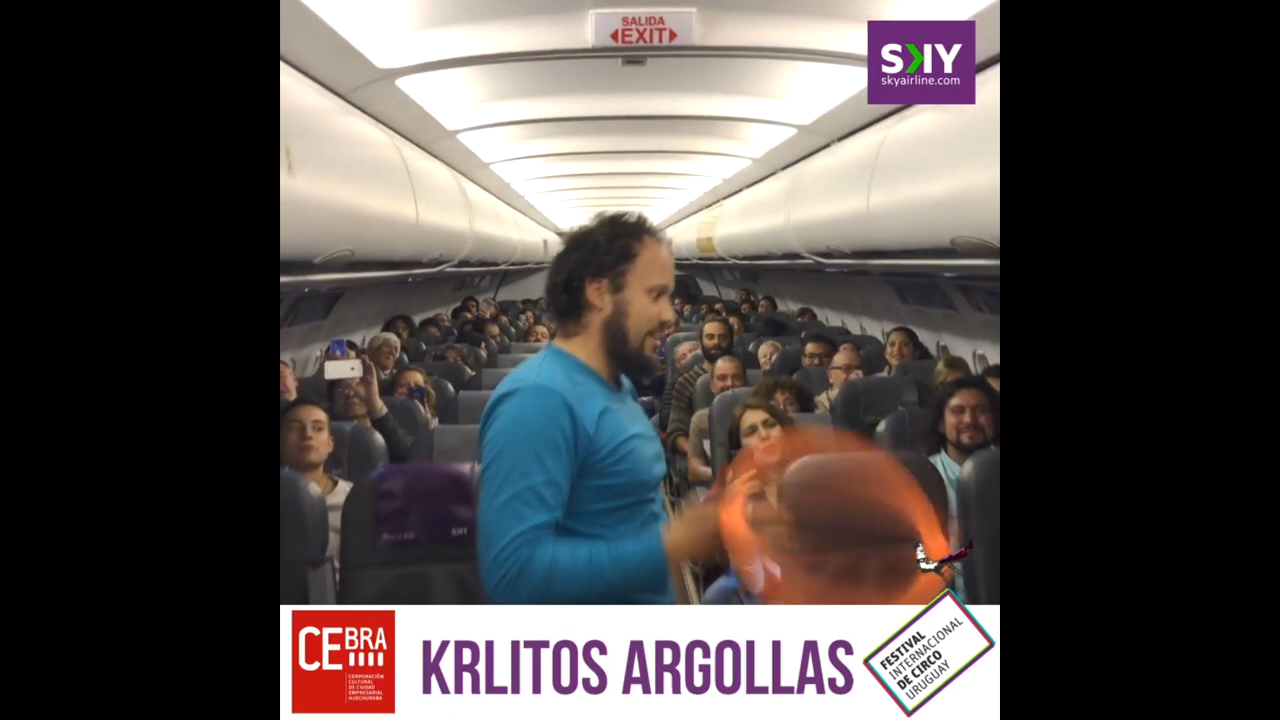 SALIDA
EXIT
SKY
skyairline.com
SKY
CEBRA
CORPORACIÓN
CULTURAL
DE CIUDAD
EMPRESARIAL
HUECHURABA
KRLITOS ARGOLLAS
FESTIVAL
INTERNACIONAL
DE CIRCO
URUGUAY